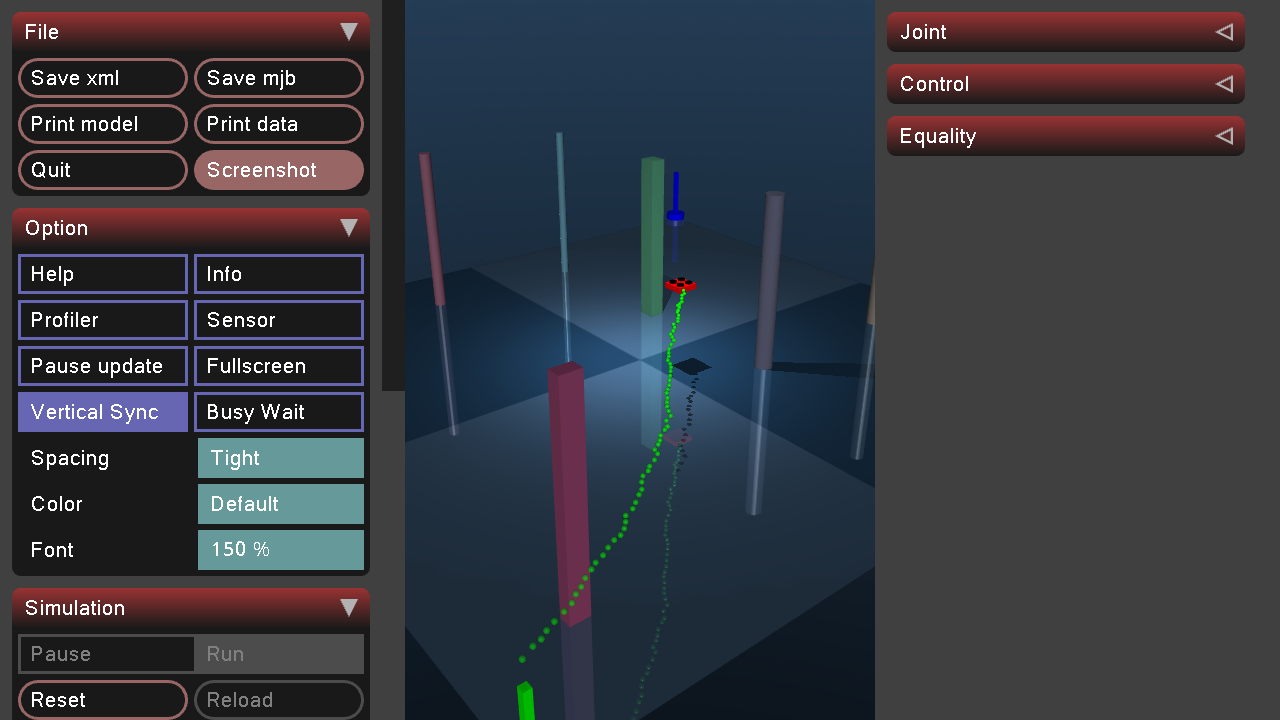 File
Save xml
Save mjb
Print model
Print data
Quit
Screenshot
Option
Help
Info
Profiler
Sensor
Pause update
Fullscreen
Vertical Sync
Busy Wait
Spacing
Tight
Color
Default
Font
150 %
Simulation
Pause
Run
Reset
Reload
Joint
Control
Equality